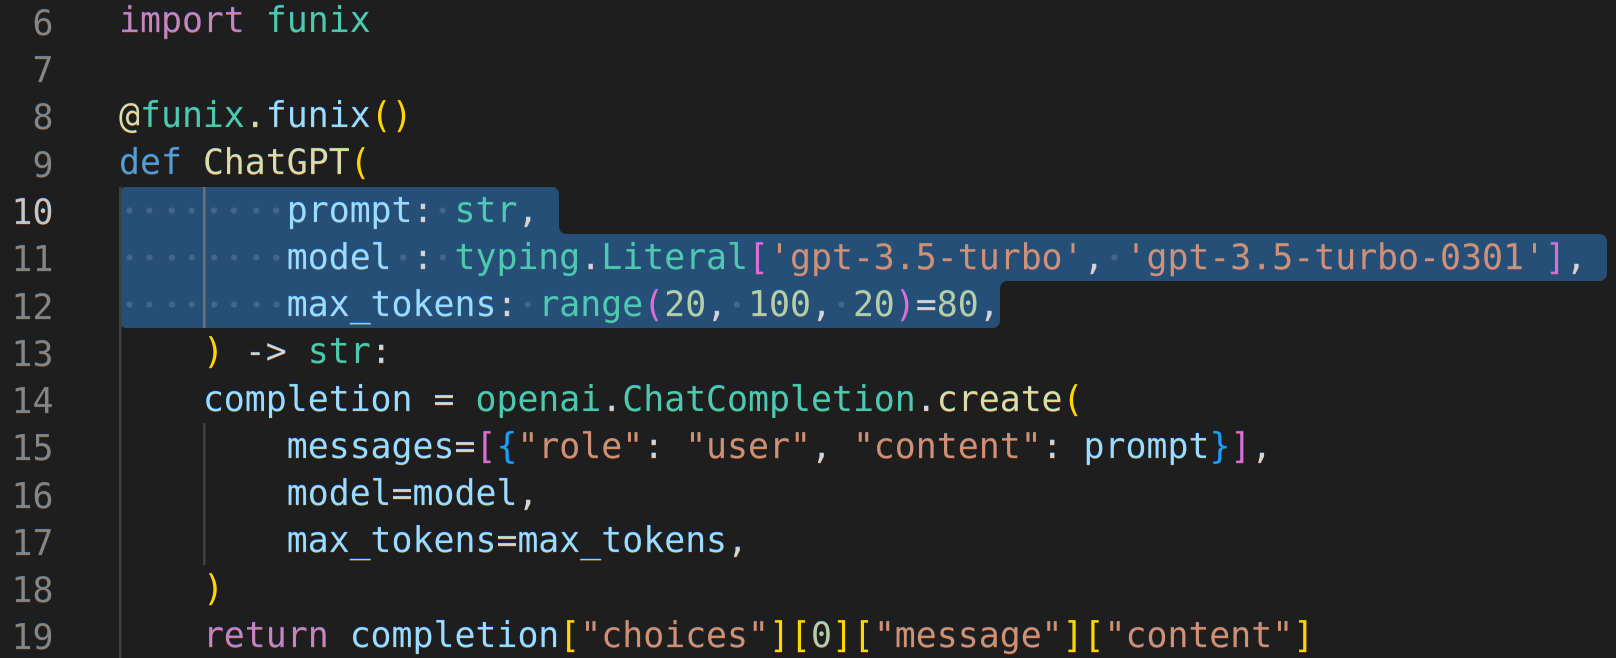 6 import funix
7
8 @funix.funix()
9 def ChatGPT(
10         prompt: str,
11         model : typing.Literal['gpt-3.5-turbo', 'gpt-3.5-turbo-0301'],
12         max_tokens: range(20, 100, 20)=80,
13     ) -> str:
14     completion = openai.ChatCompletion.create(
15         messages=[{"role": "user", "content": prompt}],
16         model=model,
17         max_tokens=max_tokens,
18     )
19     return completion["choices"][0]["message"]["content"]